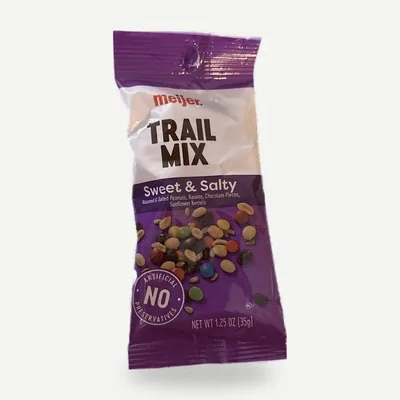 meijer.
TRAIL
MIX
Sweet & Salty
Roasted & Salted Peanuts, Raisins, Chocolate Pieces,
Sunflower Kernels
ARTIFICIAL
NO
PRESERVATIVES
NET WT 1.25 OZ (35g)